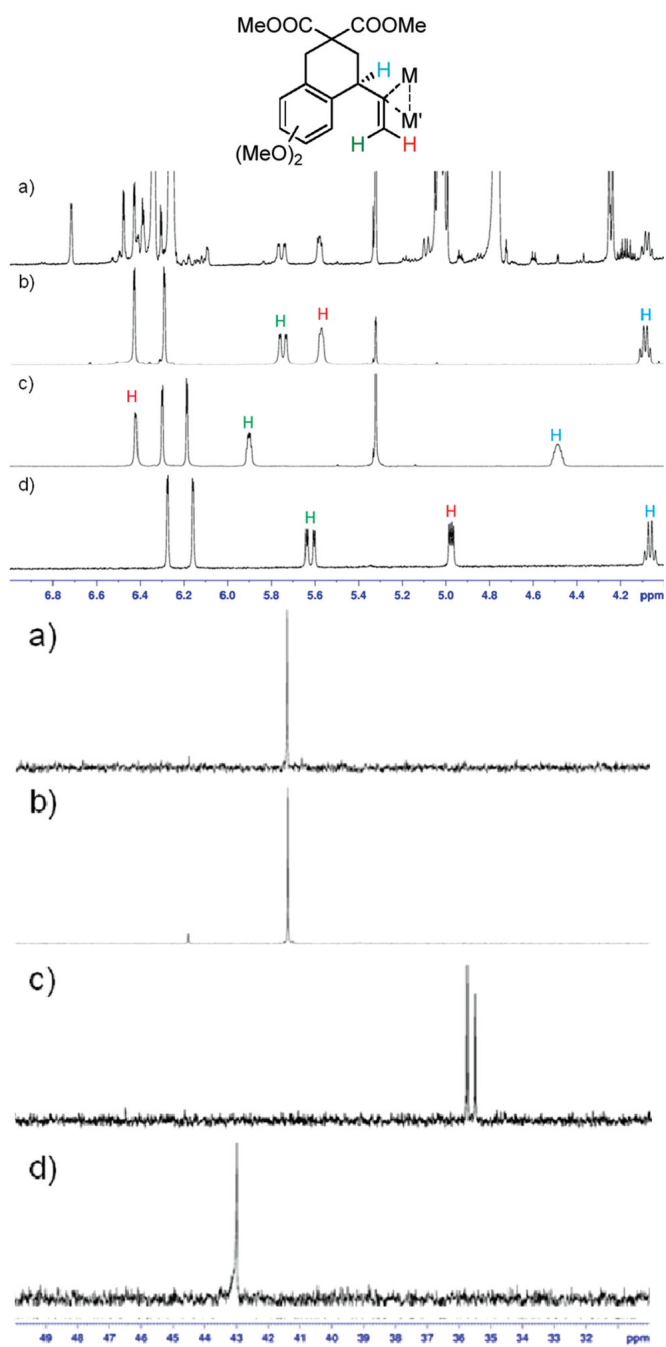 MeOOC COOMe
H M
M'
(MeO)2 H H
a)
b)
H H H
c)
H H H
d)
H H H
6.8 6.6 6.4 6.2 6.0 5.8 5.6 5.4 5.2 5.0 4.8 4.6 4.4 4.2 ppm
a)
b)
c)
d)
49 48 47 46 45 44 43 42 41 40 39 38 37 36 35 34 33 32 ppm